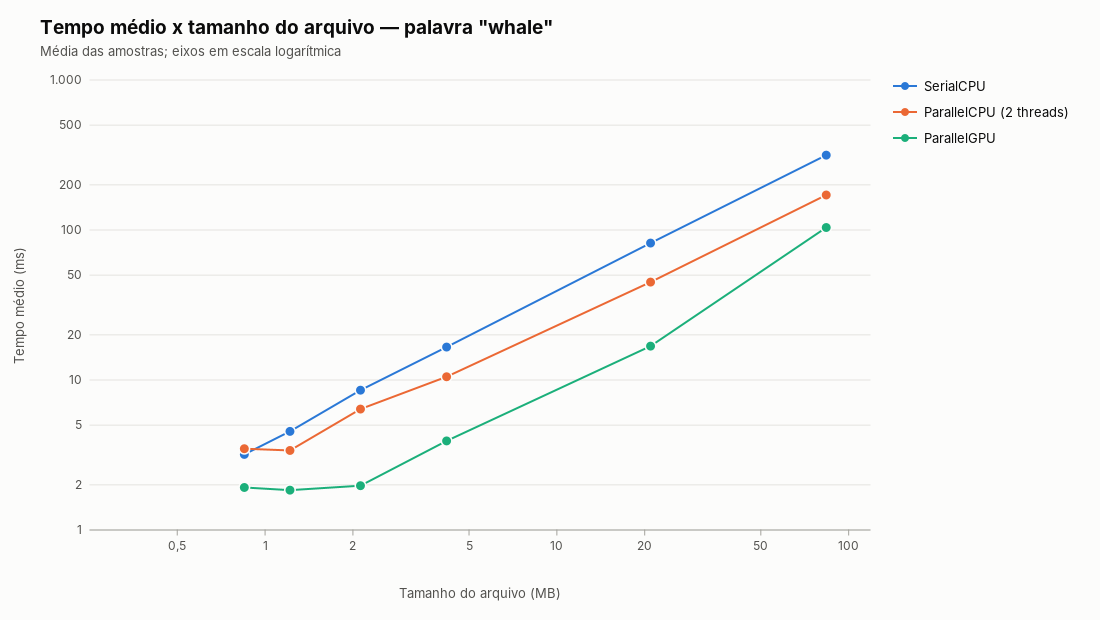 Tempo médio x tamanho do arquivo — palavra "whale"
Média das amostras; eixos em escala logarítmica
SerialCPU
ParallelCPU (2 threads)
ParallelGPU
Tempo médio (ms)
1.000
500
200
100
50
20
10
5
2
1
0,5
1
2
5
10
20
50
100
Tamanho do arquivo (MB)